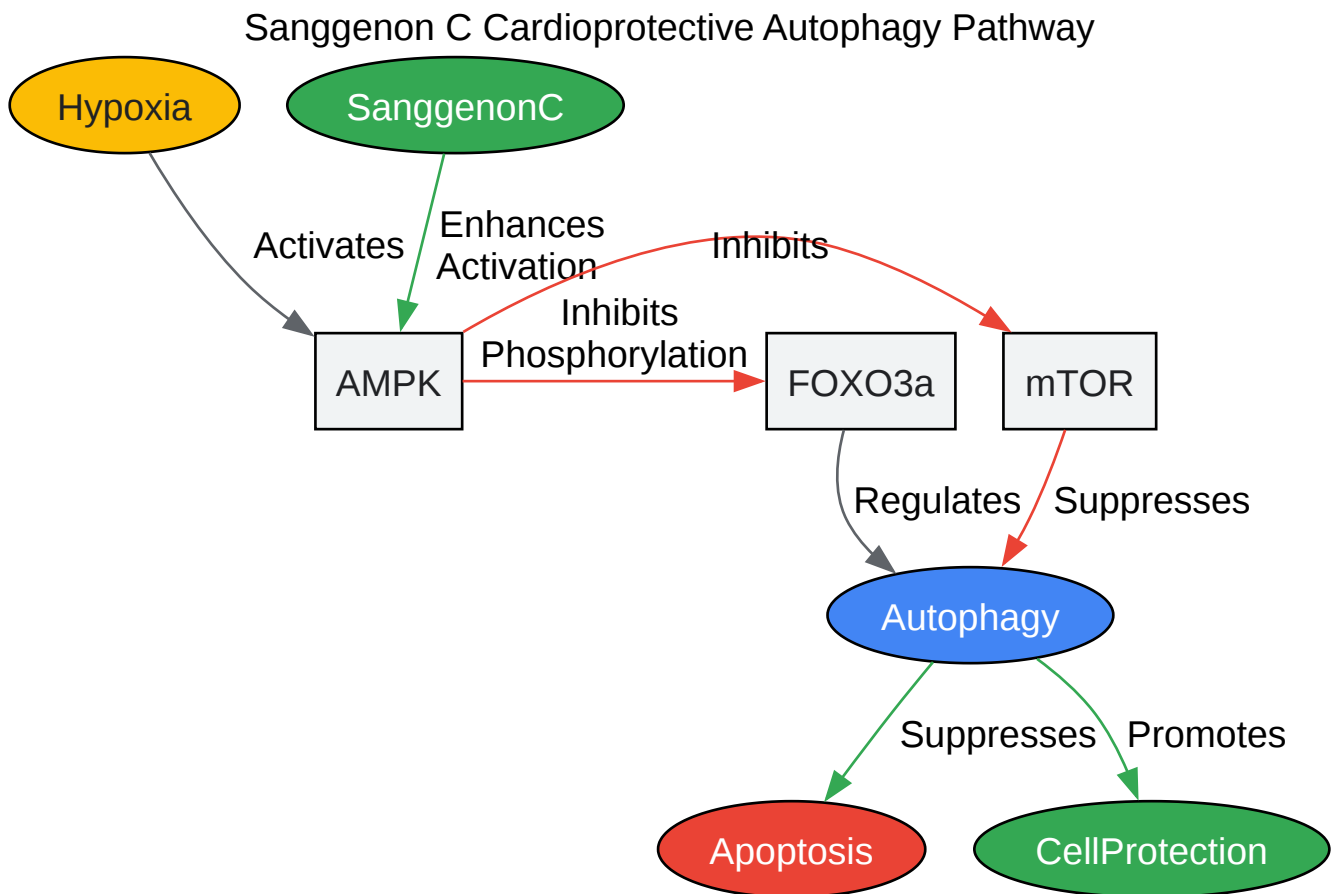 Sanggenon C Cardioprotective Autophagy Pathway
Hypoxia
SanggenonC
Activates
Enhances
Activation
Inhibits
Inhibits
Phosphorylation
AMPK
FOXO3a
mTOR
Regulates
Suppresses
Autophagy
Suppresses
Promotes
Apoptosis
CellProtection